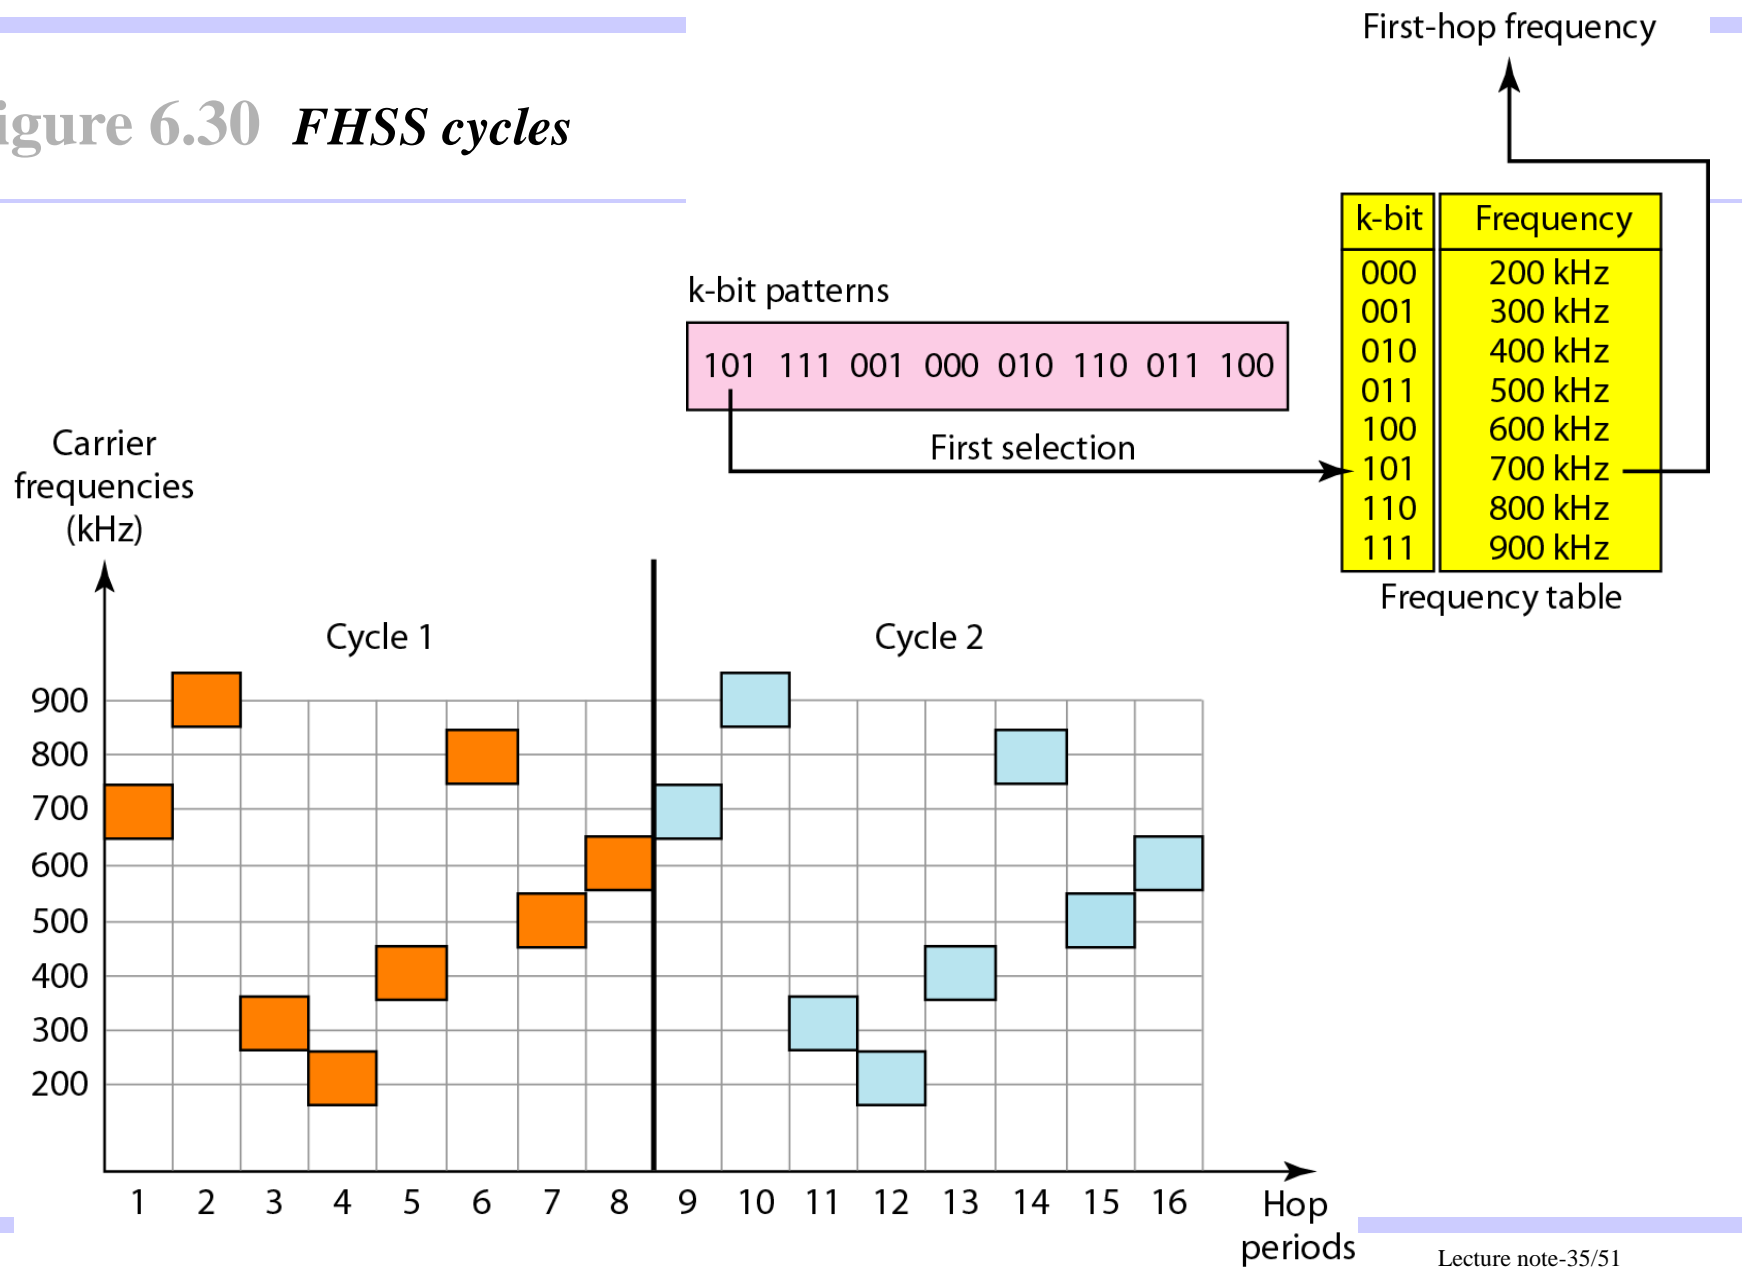 First-hop frequency
igure 6.30 FHSS cycles
k-bit Frequency
000 200 kHz
001 300 kHz
010 400 kHz
011 500 kHz
100 600 kHz
101 700 kHz
110 800 kHz
111 900 kHz
Frequency table
k-bit patterns
101 111 001 000 010 110 011 100
First selection
Carrier
frequencies
(kHz)
Cycle 1 Cycle 2
900
800
700
600
500
400
300
200
1 2 3 4 5 6 7 8 9 10 11 12 13 14 15 16
Hop
periods
Lecture note-35/51